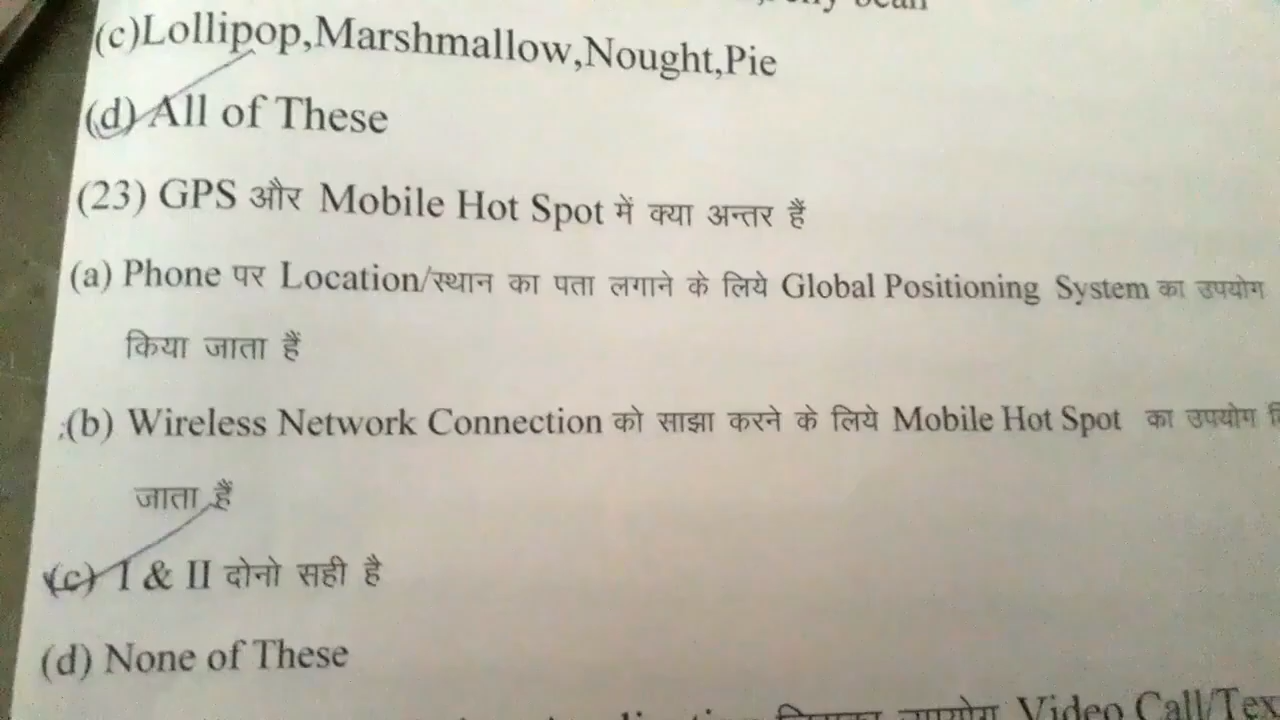 (c)Lollipop,Marshmallow,Nought,Pie
(d) All of These
(23) GPS और Mobile Hot Spot में क्या अन्तर हैं
(a) Phone पर Location/स्थान का पता लगाने के लिये Global Positioning System का उपयोग
किया जाता हैं
(b) Wireless Network Connection को साझा करने के लिये Mobile Hot Spot का उपयोग
जाता हैं
(c) I & II दोनो सही है
(d) None of These
Video Call/Tex